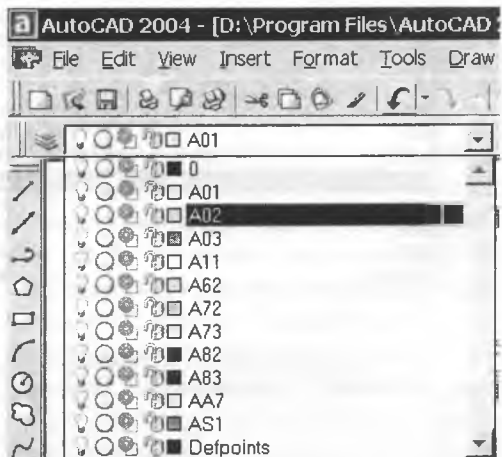 AutoCAD 2004 - [D:\Program Files\AutoCAD
File Edit View Insert Format Tools Draw
A01
0
A01
A02
A03
A11
A62
A72
A73
A82
A83
AA7
AS1
Defpoints